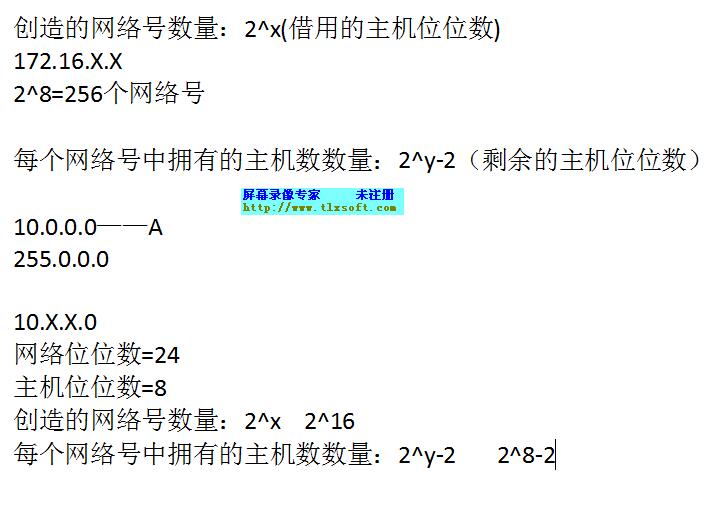 创造的网络号数量：2^x(借用的主机位位数)
172.16.X.X
2^8=256个网络号
每个网络号中拥有的主机数数量：2^y-2（剩余的主机位位数）
屏幕录像专家 未注册
http://www.tlxsoft.com
10.0.0.0——A
255.0.0.0
10.X.X.0
网络位位数=24
主机位位数=8
创造的网络号数量：2^x 2^16
每个网络号中拥有的主机数数量：2^y-2 2^8-2